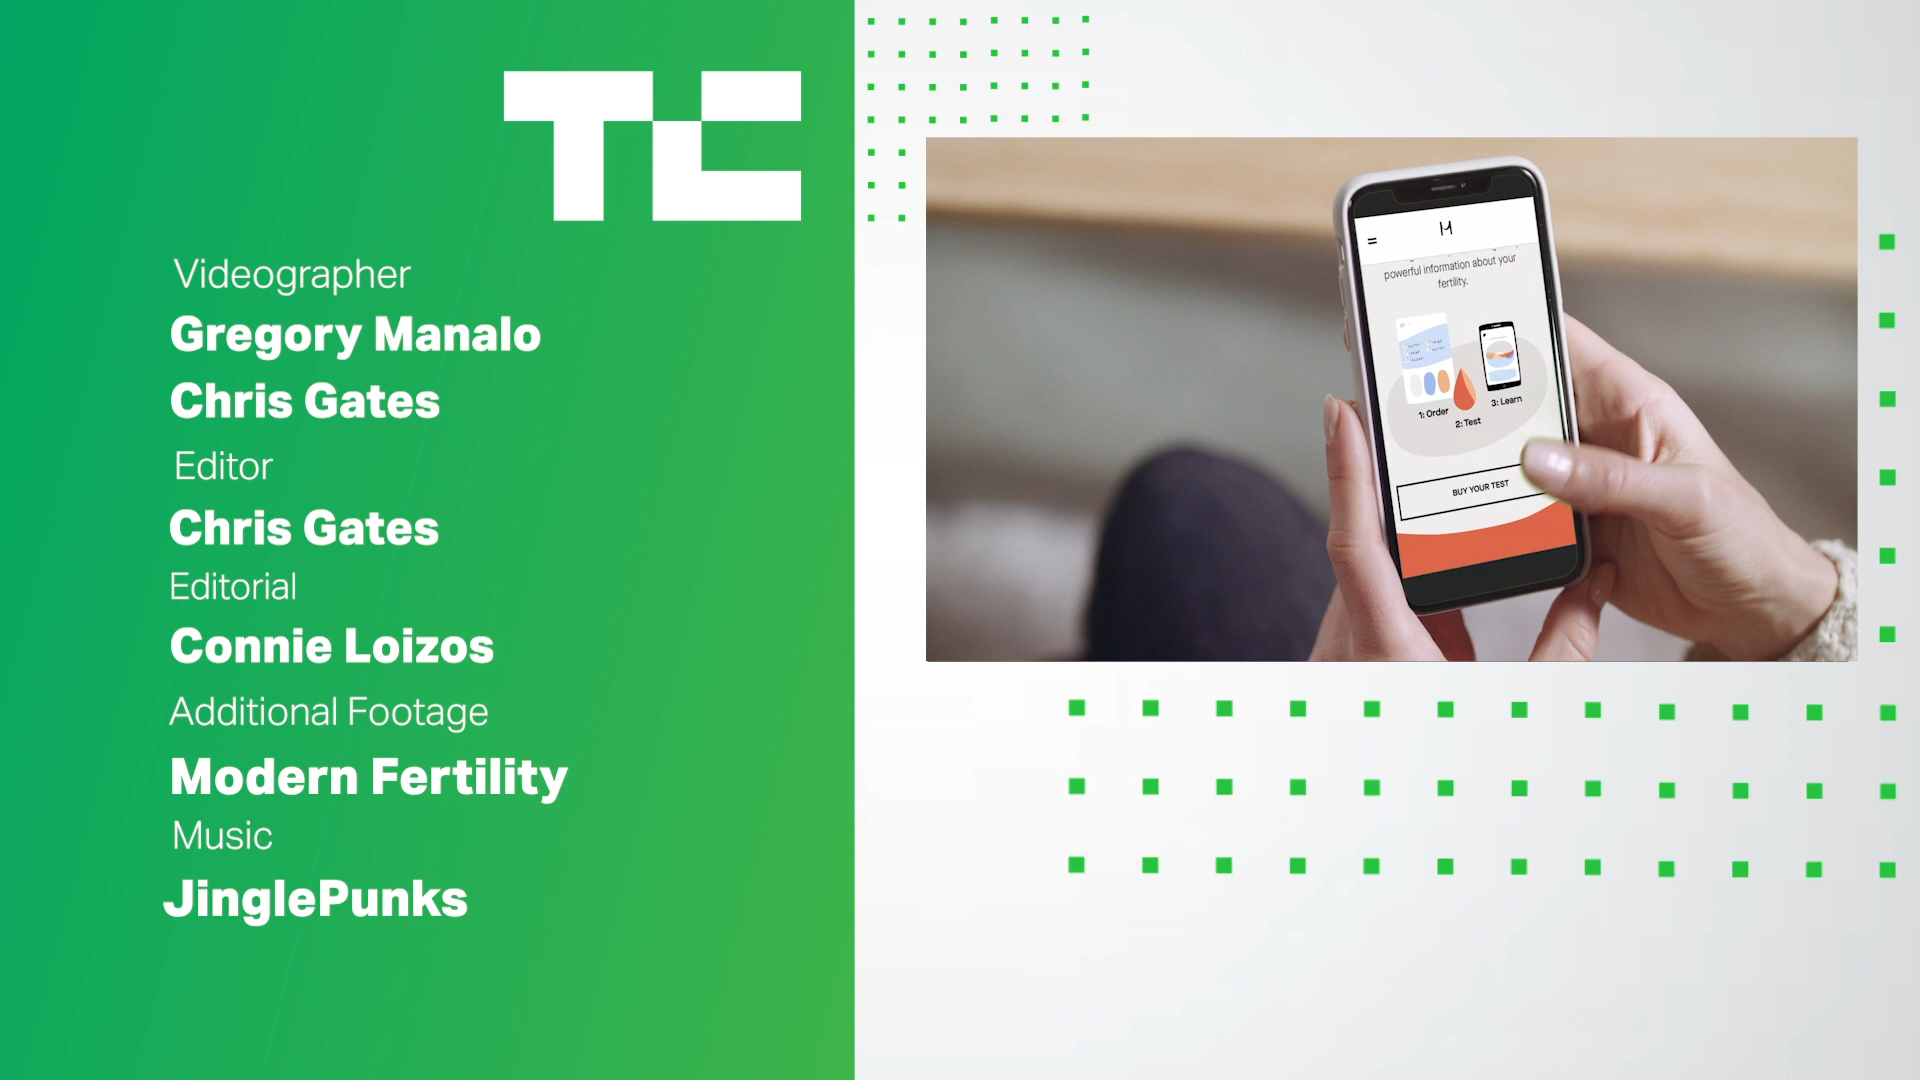 TC
Videographer
Gregory Manalo
Chris Gates
Editor
Chris Gates
Editorial
Connie Loizos
Additional Footage
Modern Fertility
Music
JinglePunks
powerful information about your
fertility.
1: Order
2: Test
3: Learn
BUY YOUR TEST